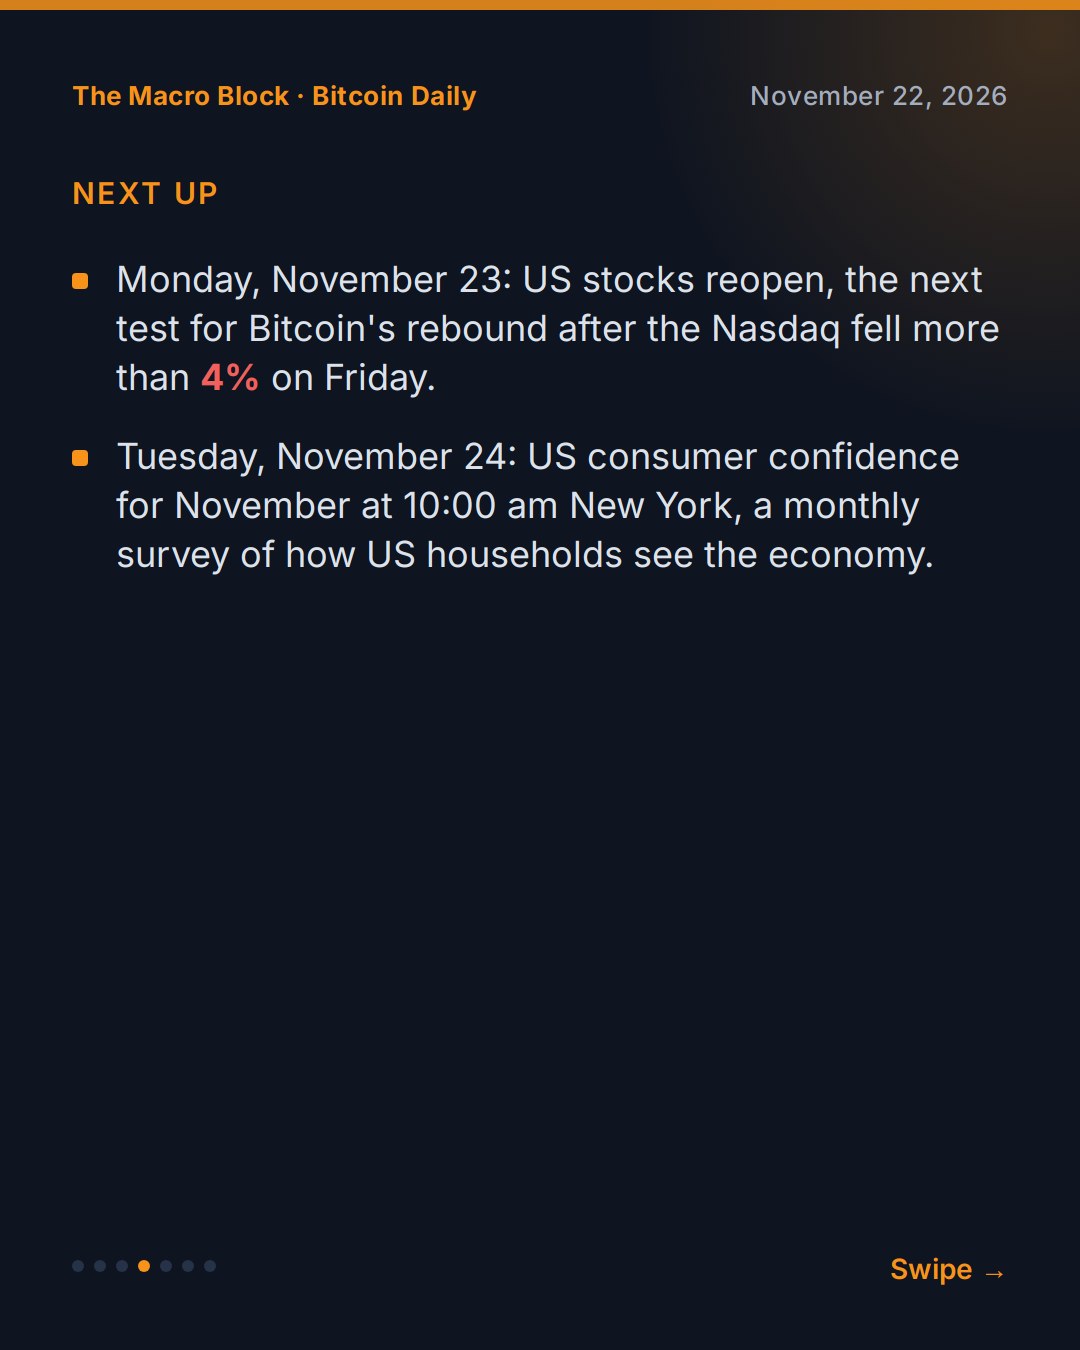 The Macro Block · Bitcoin Daily
November 22, 2026
NEXT UP
Monday, November 23: US stocks reopen, the next
test for Bitcoin's rebound after the Nasdaq fell more
than 4% on Friday.
Tuesday, November 24: US consumer confidence
for November at 10:00 am New York, a monthly
survey of how US households see the economy.
Swipe →